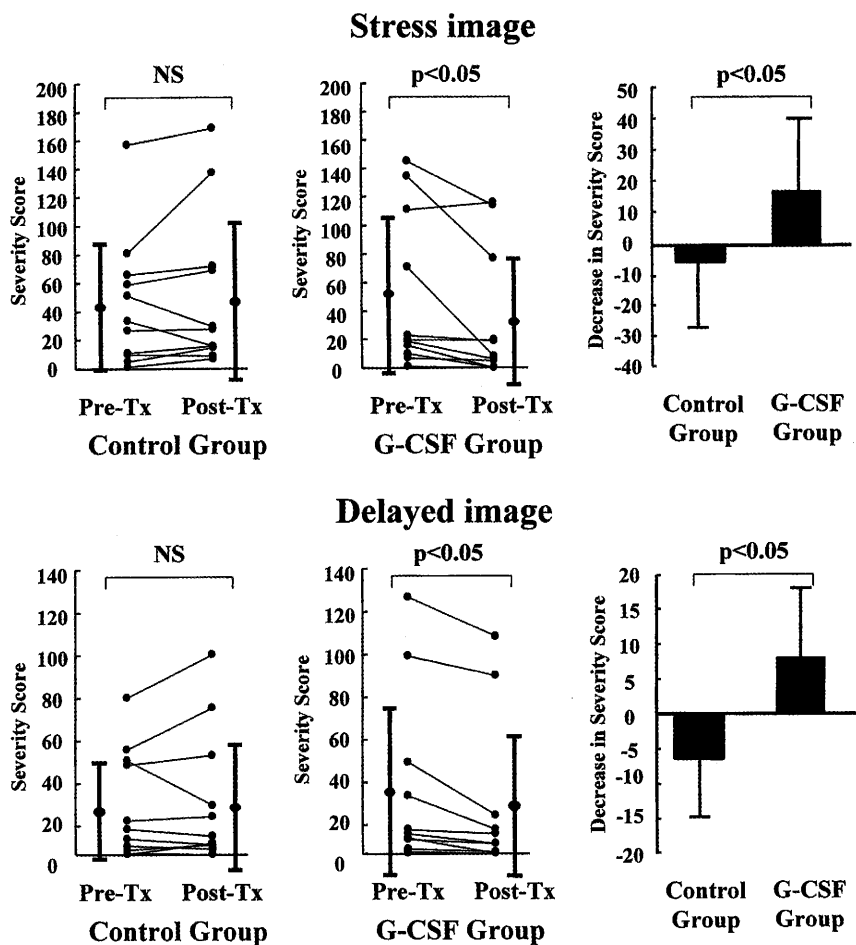 Stress image
NS
200
180
160
140
120
100
80
60
40
20
0
Severity Score
Pre-Tx Post-Tx
Control Group
p<0.05
200
180
160
140
120
100
80
60
40
20
0
Severity Score
Pre-Tx Post-Tx
G-CSF Group
p<0.05
50
40
30
20
10
0
-10
-20
-30
-40
Decrease in Severity Score
Control G-CSF
Group Group
Delayed image
NS
140
120
100
80
60
40
20
0
Severity Score
Pre-Tx Post-Tx
Control Group
p<0.05
140
120
100
80
60
40
20
0
Severity Score
Pre-Tx Post-Tx
G-CSF Group
p<0.05
20
15
10
5
0
-5
-10
-15
-20
Decrease in Severity Score
Control G-CSF
Group Group